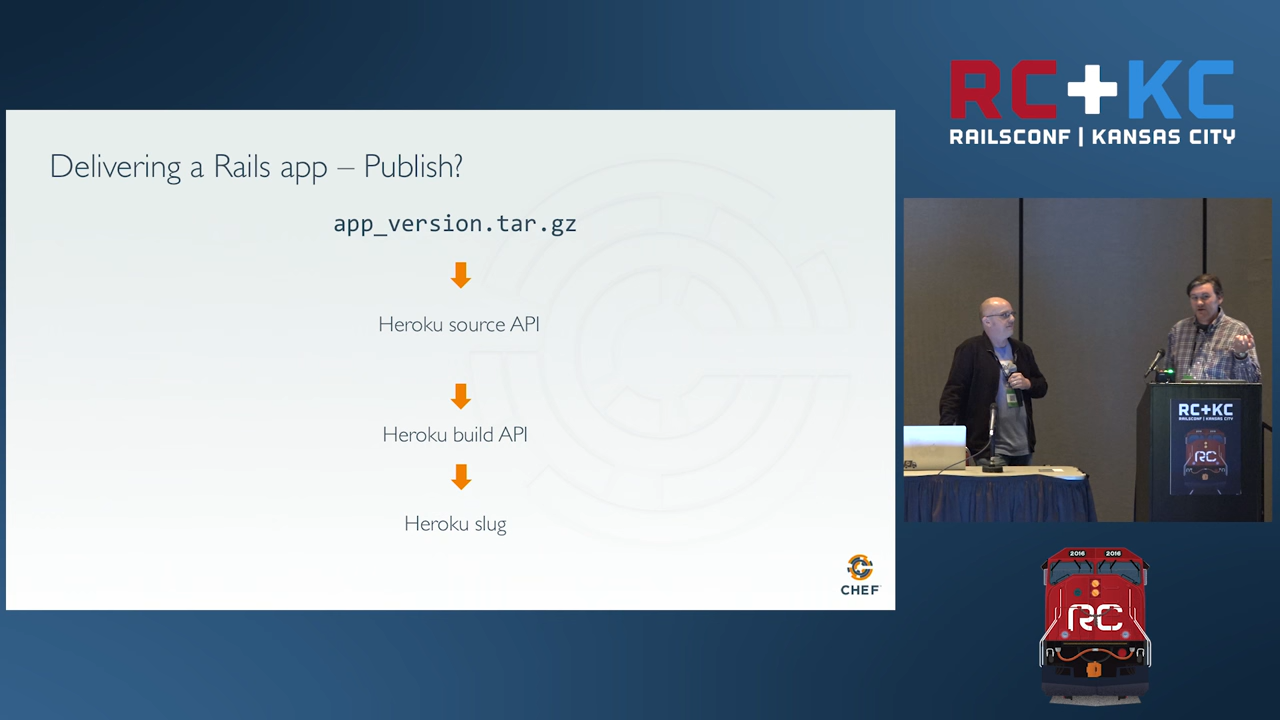 Delivering a Rails app – Publish?
app_version.tar.gz
Heroku source API
Heroku build API
Heroku slug
CHEF
RC+KC
RAILSCONF | KANSAS CITY
RC+KC
RAILSCONF | KANSAS CITY
RC
2016 2016
RC